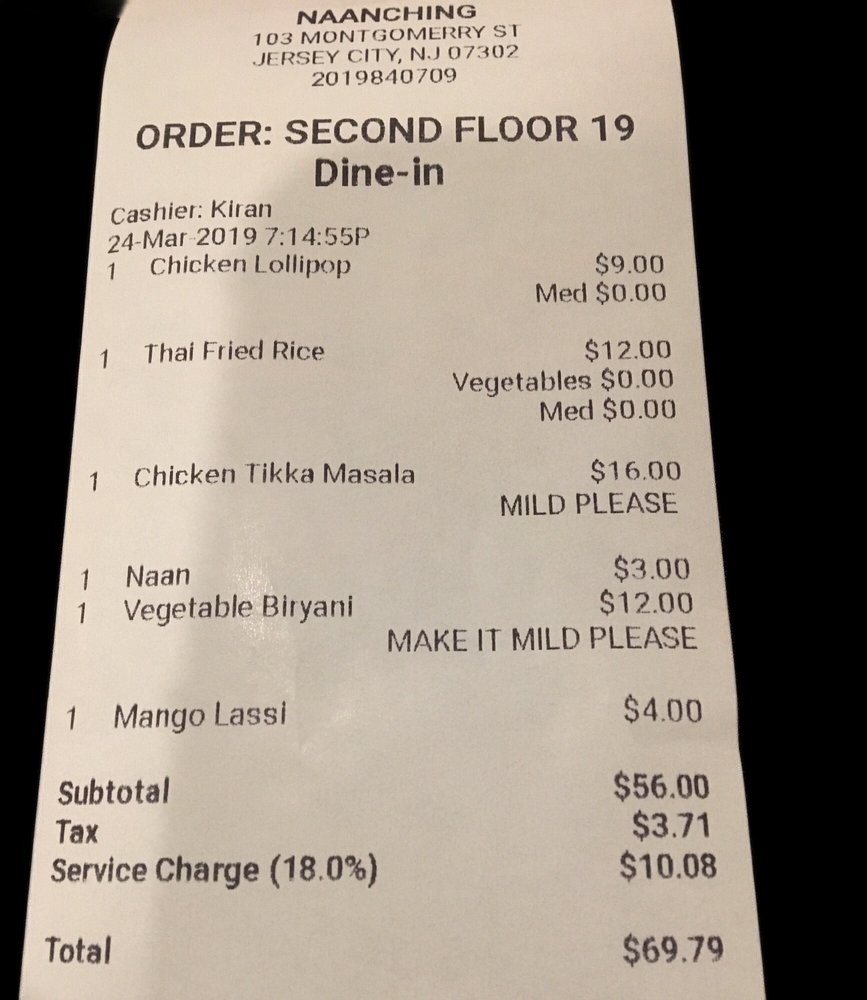 NAANCHING
103 MONTGOMERRY ST
JERSEY CITY, NJ 07302
2019840709
ORDER: SECOND FLOOR 19
Dine-in
Cashier: Kiran
24-Mar-2019 7:14:55P
1 Chicken Lollipop $9.00
Med $0.00
1 Thai Fried Rice $12.00
Vegetables $0.00
Med $0.00
1 Chicken Tikka Masala $16.00
MILD PLEASE
1 Naan $3.00
1 Vegetable Biryani $12.00
MAKE IT MILD PLEASE
1 Mango Lassi $4.00
Subtotal $56.00
Tax $3.71
Service Charge (18.0%) $10.08
Total $69.79